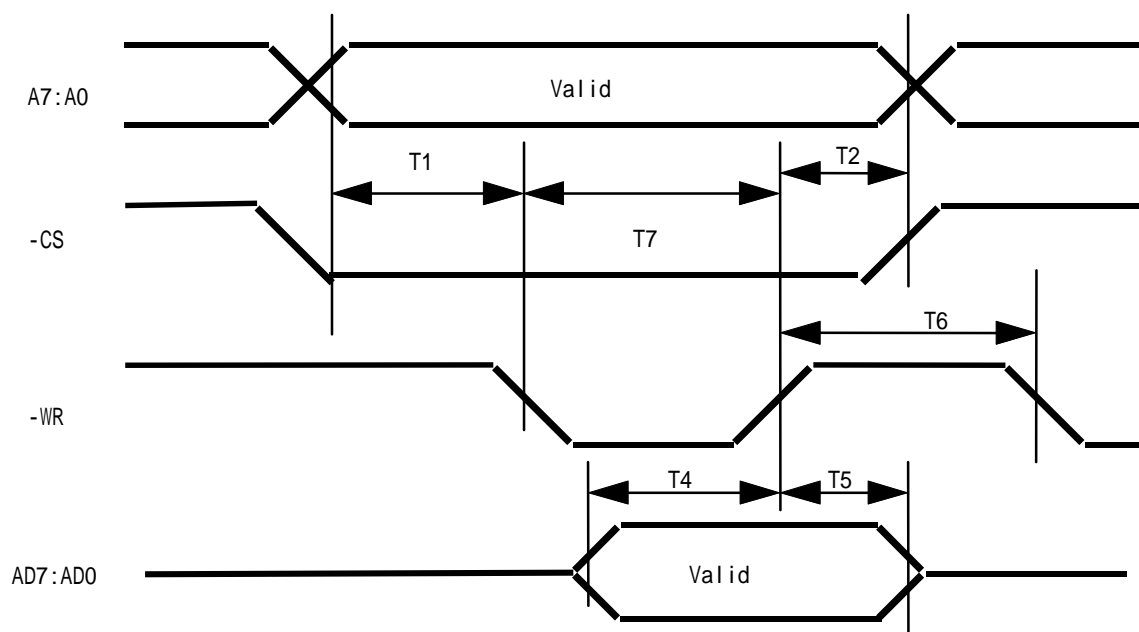 A7:A0
Valid
T1
T2
-CS
T7
T6
-WR
T4
T5
AD7:AD0
Valid